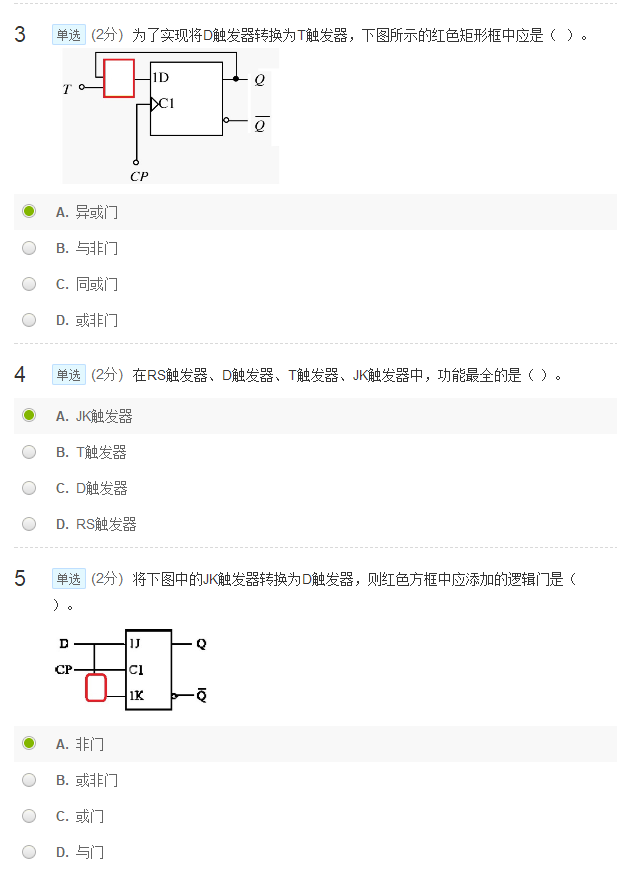 3 单选 (2分) 为了实现将D触发器转换为T触发器，下图所示的红色矩形框中应是（ ）。
1D
Q
T
C1
Q̅
CP
A. 异或门
B. 与非门
C. 同或门
D. 或非门
4 单选 (2分) 在RS触发器、D触发器、T触发器、JK触发器中，功能最全的是（ ）。
A. JK触发器
B. T触发器
C. D触发器
D. RS触发器
5 单选 (2分) 将下图中的JK触发器转换为D触发器，则红色方框中应添加的逻辑门是（
）。
D 1J Q
CP C1
1K Q̅
A. 非门
B. 或非门
C. 或门
D. 与门